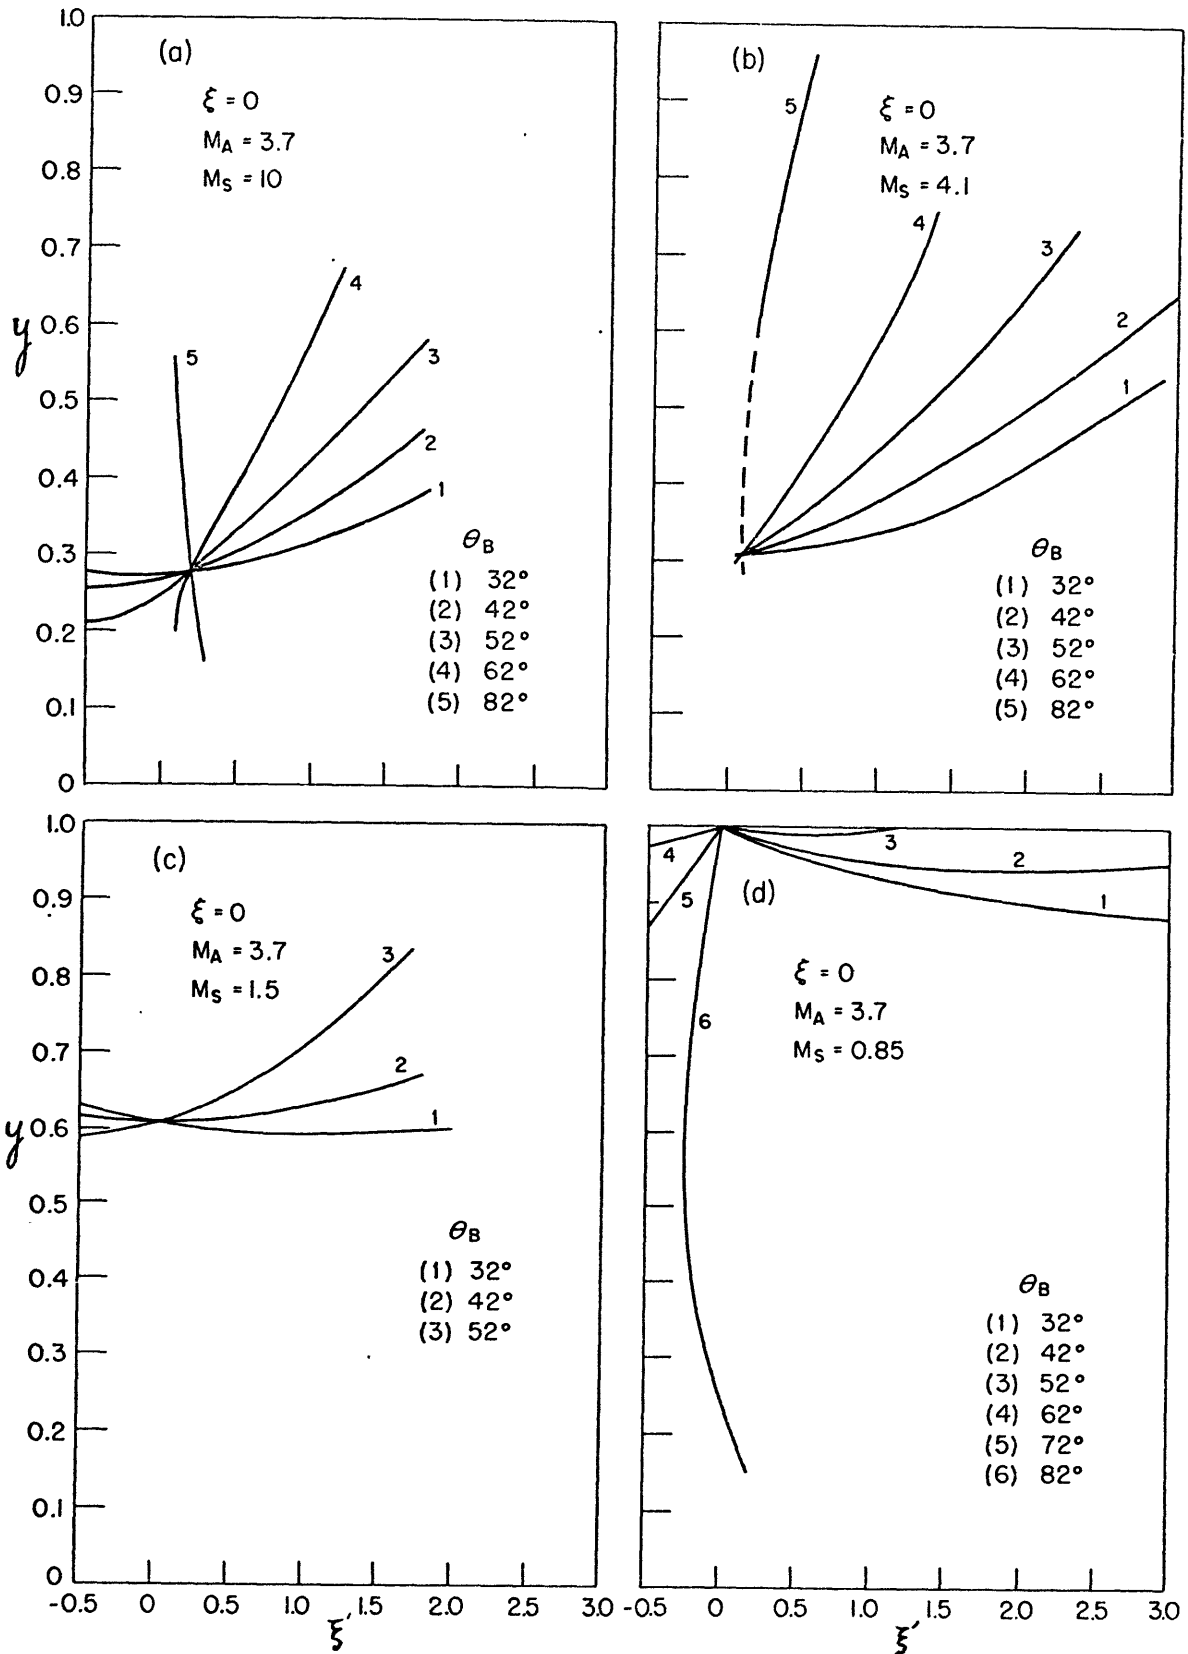 1.0
(a)
ξ = 0
M_A = 3.7
M_S = 10
0.9
0.8
0.7
y 0.6
0.5
0.4
0.3
0.2
0.1
0
5
4
3
2
1
θ_B
(1) 32°
(2) 42°
(3) 52°
(4) 62°
(5) 82°
(b)
ξ = 0
M_A = 3.7
M_S = 4.1
5
4
3
2
1
θ_B
(1) 32°
(2) 42°
(3) 52°
(4) 62°
(5) 82°
1.0
(c)
ξ = 0
M_A = 3.7
M_S = 1.5
0.9
0.8
0.7
y 0.6
0.5
0.4
0.3
0.2
0.1
0
3
2
1
θ_B
(1) 32°
(2) 42°
(3) 52°
-0.5 0 0.5 1.0 1.5 2.0 2.5 3.0
ξ′
(d)
ξ = 0
M_A = 3.7
M_S = 0.85
4
5
6
3
2
1
θ_B
(1) 32°
(2) 42°
(3) 52°
(4) 62°
(5) 72°
(6) 82°
-0.5 0 0.5 1.0 1.5 2.0 2.5 3.0
ξ′